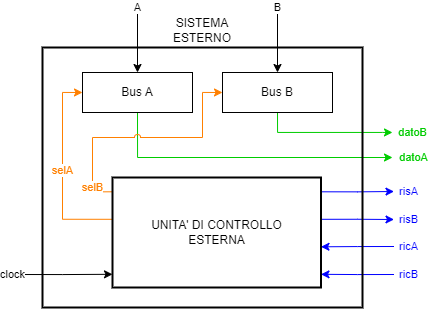 A
B
SISTEMA
ESTERNO
Bus A
Bus B
datoB
datoA
selA
selB
risA
UNITA' DI CONTROLLO
ESTERNA
risB
ricA
clock
ricB